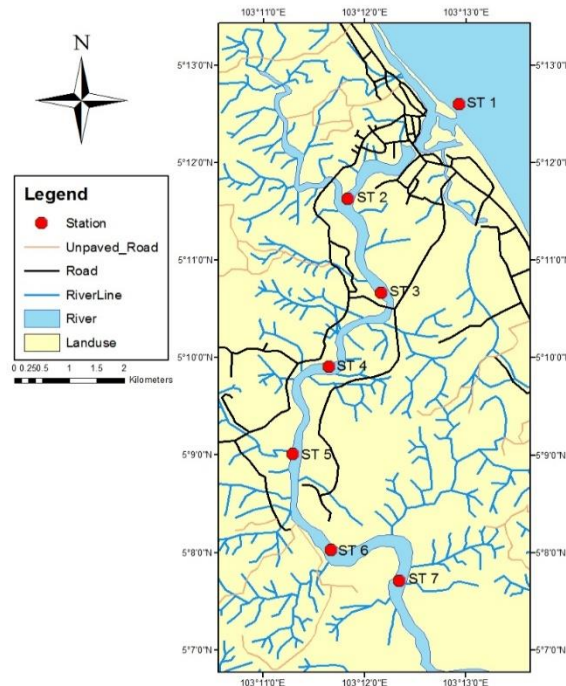 103°11'0"E 103°12'0"E 103°13'0"E
N
5°13'0"N 5°13'0"N
ST 1
5°12'0"N 5°12'0"N
ST 2
Legend
Station
Unpaved_Road
Road
RiverLine
River
Landuse
0 0.25 0.5 1 1.5 2
Kilometers
5°11'0"N 5°11'0"N
ST 3
5°10'0"N 5°10'0"N
ST 4
5°9'0"N 5°9'0"N
ST 5
5°8'0"N 5°8'0"N
ST 6
ST 7
5°7'0"N 5°7'0"N
103°11'0"E 103°12'0"E 103°13'0"E